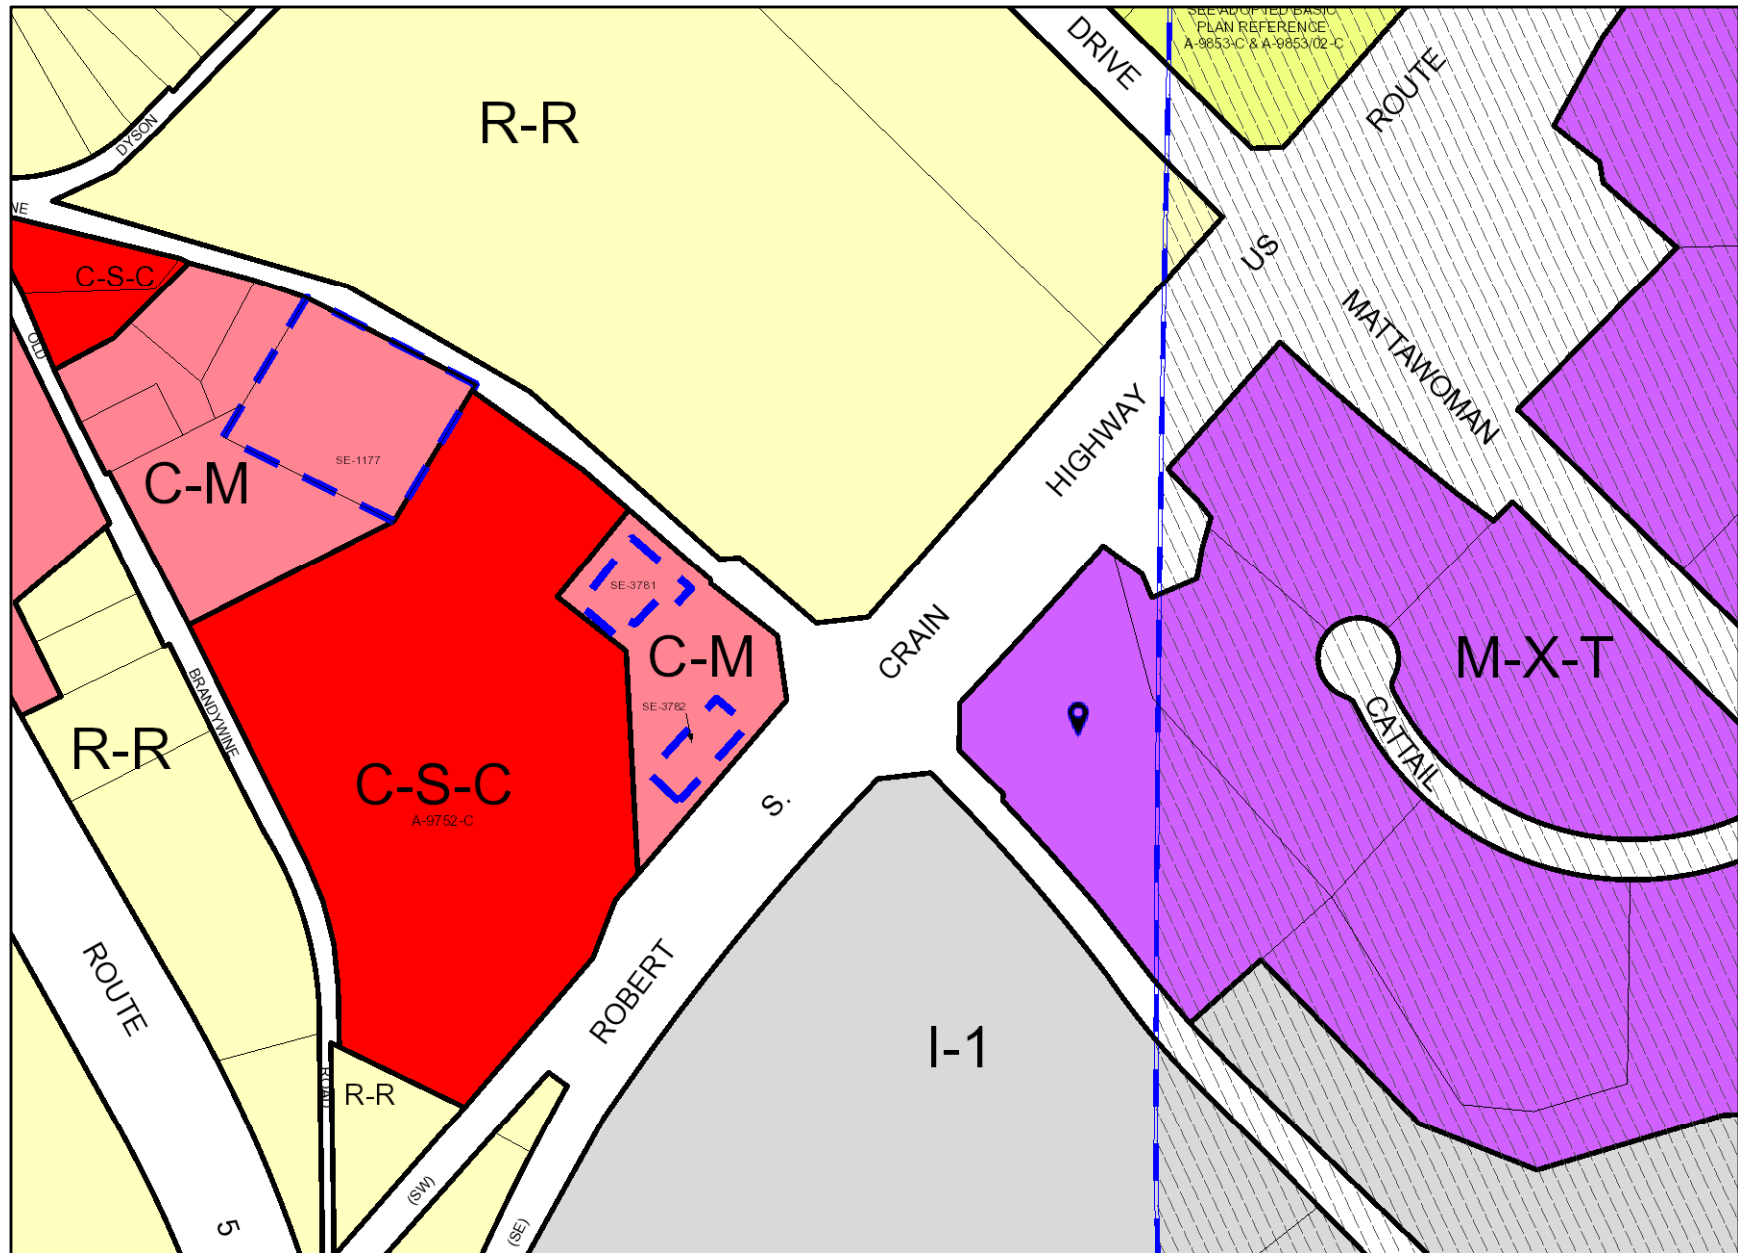 SEE ADOPTED BASIC
PLAN REFERENCE
A-9853-C & A-9853/02-C
DRIVE
ROUTE
R-R
DYSON
NE
US
C-S-C
MATTAWOMAN
OLD
HIGHWAY
SE-1177
C-M
SE-3781
CRAIN
C-M
M-X-T
SE-3782
BRANDYWINE
R-R
CATTAIL
C-S-C
A-9752-C
S.
ROUTE
ROBERT
I-1
ROAD
R-R
(SW)
5
(SE)